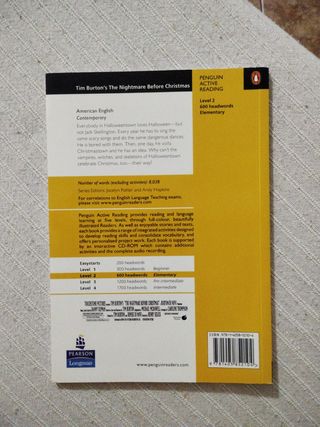 Tim Burton's The Nightmare Before Christmas
PENGUIN
ACTIVE
READING
Level 2
600 headwords
Elementary
American English
Contemporary
Everybody in Halloweentown loves Halloween—but
not Jack Skellington. Every year he has to sing the
same scary songs and do the same dangerous dances.
He is bored with them. Then, one day, he visits
Christmastown and he has an idea. Why can't the
vampires, witches, and skeletons of Halloweentown
celebrate Christmas, too, in their way?
Number of words (excluding activities): 8,038
Series Editors: Jocelyn Potter and Andy Hopkins
For correlations to English Language Teaching exams,
please visit www.penguinreaders.com
Penguin Active Reading provides reading and language
learning at five levels, through full-colour, beautifully
illustrated Readers. As well as enjoyable stories and texts,
each book provides a range of integrated activities designed
to develop reading skills and consolidate vocabulary, and
offers personalised project work. Each book is supported
by an interactive CD-ROM which contains additional
activities and the complete audio recording.
Easystarts 200 headwords
Level 1 300 headwords Beginner
Level 2 600 headwords Elementary
Level 3 1200 headwords Pre-intermediate
Level 4 1700 headwords Intermediate
PEARSON
Longman
www.penguinreaders.com